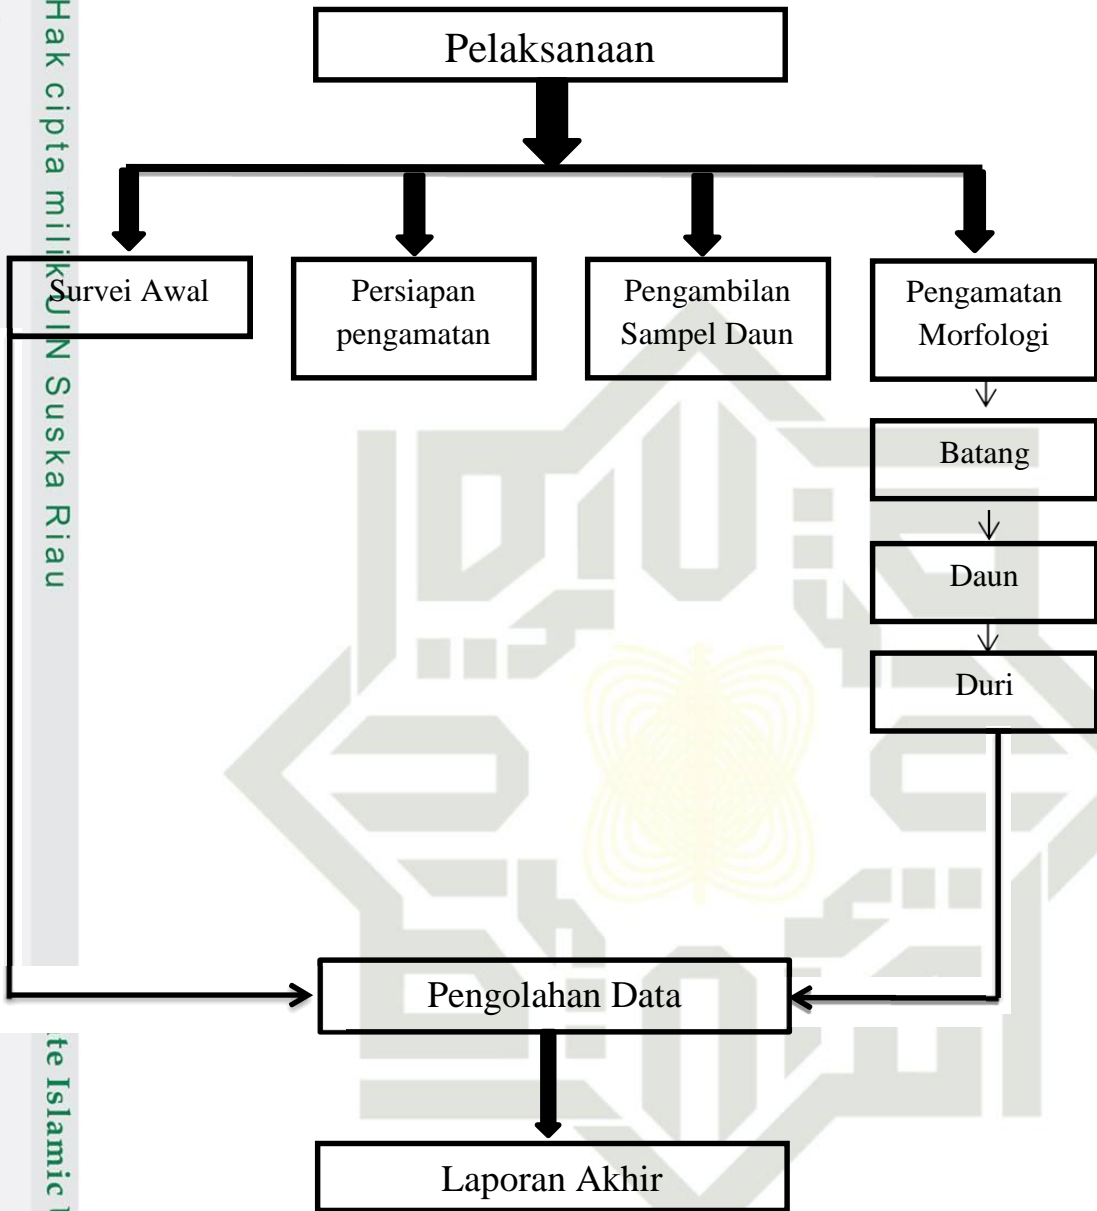 Hak cipta milik UIN Suska Riau
Pelaksanaan
Survei Awal
Persiapan
pengamatan
Pengambilan
Sampel Daun
Pengamatan
Morfologi
Batang
Daun
Duri
Pengolahan Data
Laporan Akhir
Islamic